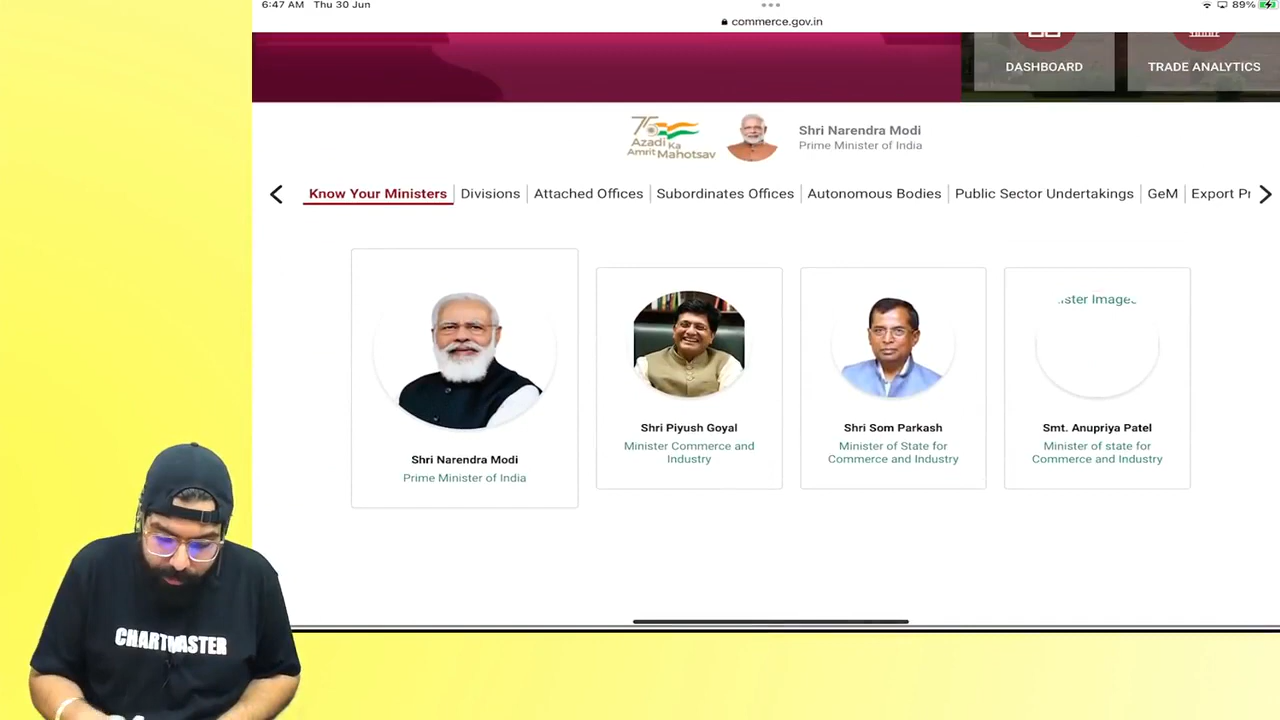 6:47 AM Thu 30 Jun
89%
commerce.gov.in
DASHBOARD
TRADE ANALYTICS
75
Azadi Ka
Amrit Mahotsav
Shri Narendra Modi
Prime Minister of India
Know Your Ministers
Divisions
Attached Offices
Subordinates Offices
Autonomous Bodies
Public Sector Undertakings
GeM
Export Pr
Shri Narendra Modi
Prime Minister of India
Shri Piyush Goyal
Minister Commerce and
Industry
Shri Som Parkash
Minister of State for
Commerce and Industry
ister Image
Smt. Anupriya Patel
Minister of state for
Commerce and Industry
CHARTMASTER